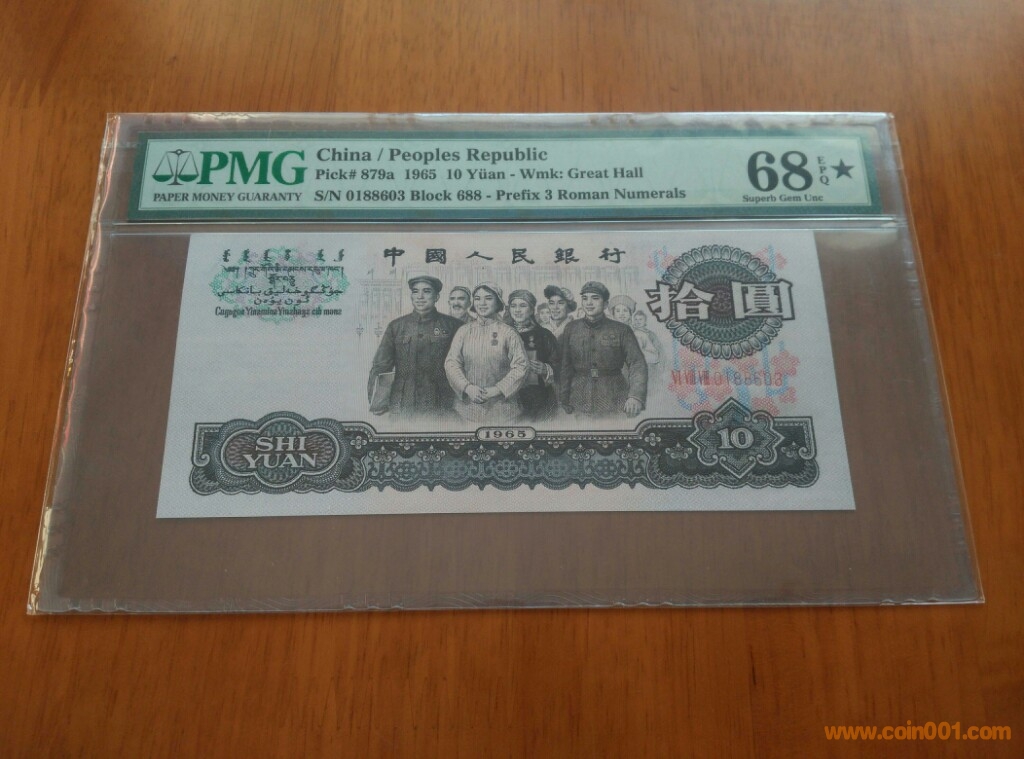 PMG
PAPER MONEY GUARANTY
China / Peoples Republic
Pick# 879a 1965 10 Yüan - Wmk: Great Hall
S/N 0188603 Block 688 - Prefix 3 Roman Numerals
68 EPQ ★
Superb Gem Unc
中國人民銀行
拾圓
0188603
1965
SHI
YUAN
10
www.coin001.com